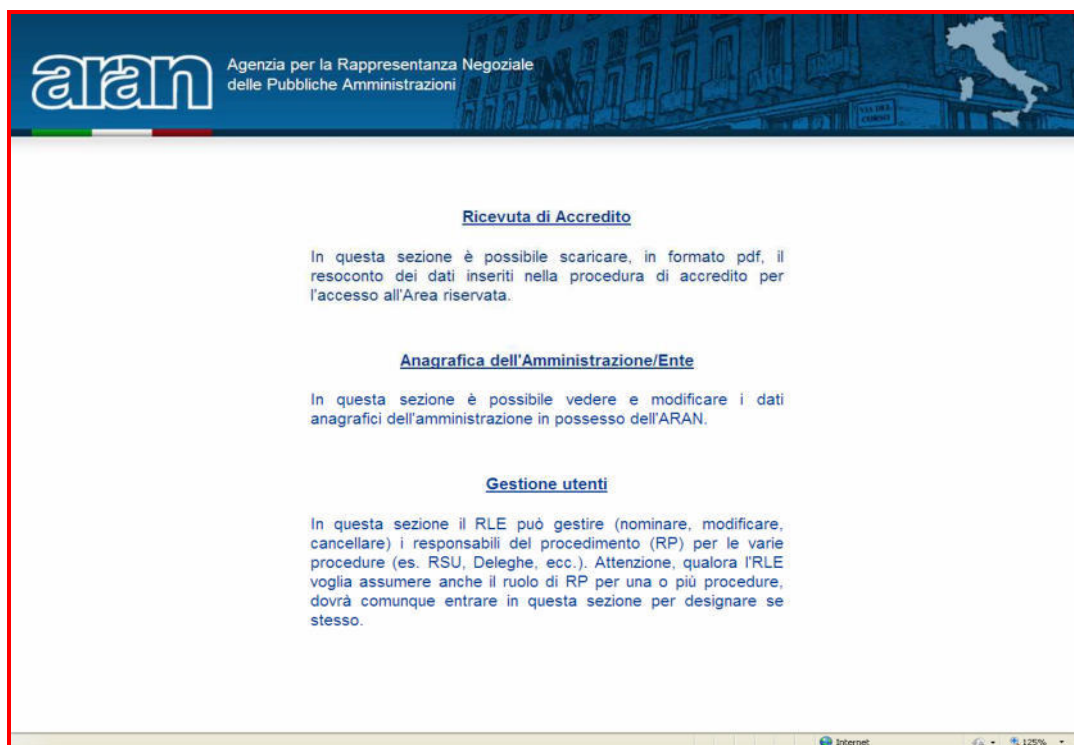 aran
Agenzia per la Rappresentanza Negoziale
delle Pubbliche Amministrazioni
VIA DEL
CORSO
Ricevuta di Accredito
In questa sezione è possibile scaricare, in formato pdf, il
resoconto dei dati inseriti nella procedura di accredito per
l'accesso all'Area riservata.
Anagrafica dell'Amministrazione/Ente
In questa sezione è possibile vedere e modificare i dati
anagrafici dell'amministrazione in possesso dell'ARAN.
Gestione utenti
In questa sezione il RLE può gestire (nominare, modificare,
cancellare) i responsabili del procedimento (RP) per le varie
procedure (es. RSU, Deleghe, ecc.). Attenzione, qualora l'RLE
voglia assumere anche il ruolo di RP per una o più procedure,
dovrà comunque entrare in questa sezione per designare se
stesso.
Internet
125%